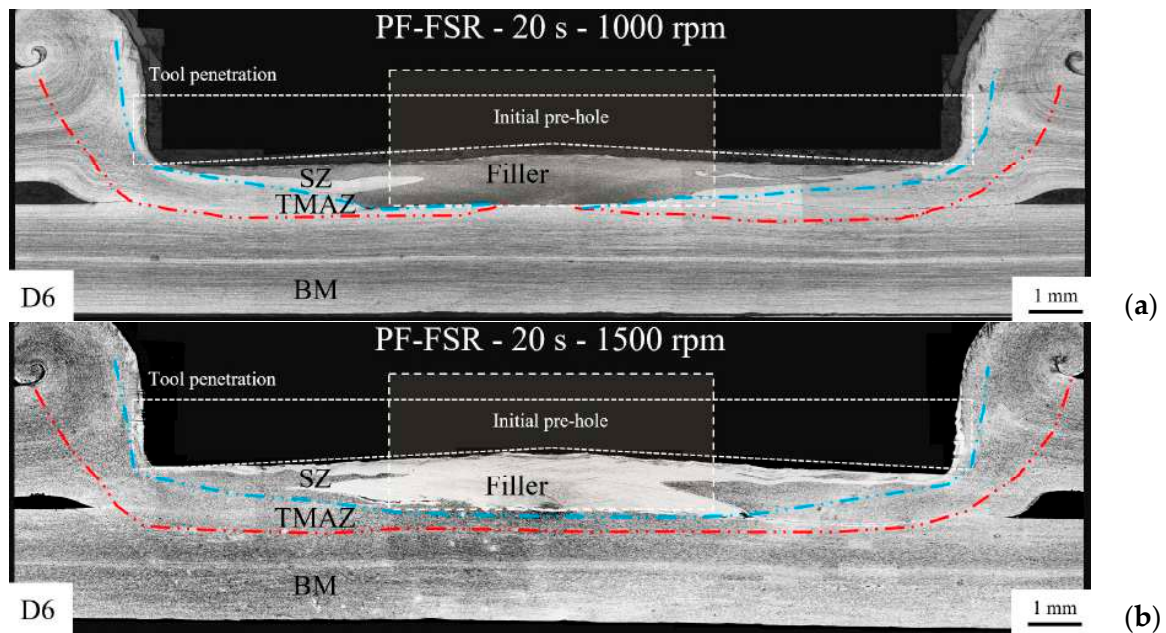 PF-FSR - 20 s - 1000 rpm
Tool penetration
Initial pre-hole
SZ
Filler
TMAZ
BM
D6
1 mm
(a)
PF-FSR - 20 s - 1500 rpm
Tool penetration
Initial pre-hole
SZ
Filler
TMAZ
BM
D6
1 mm
(b)